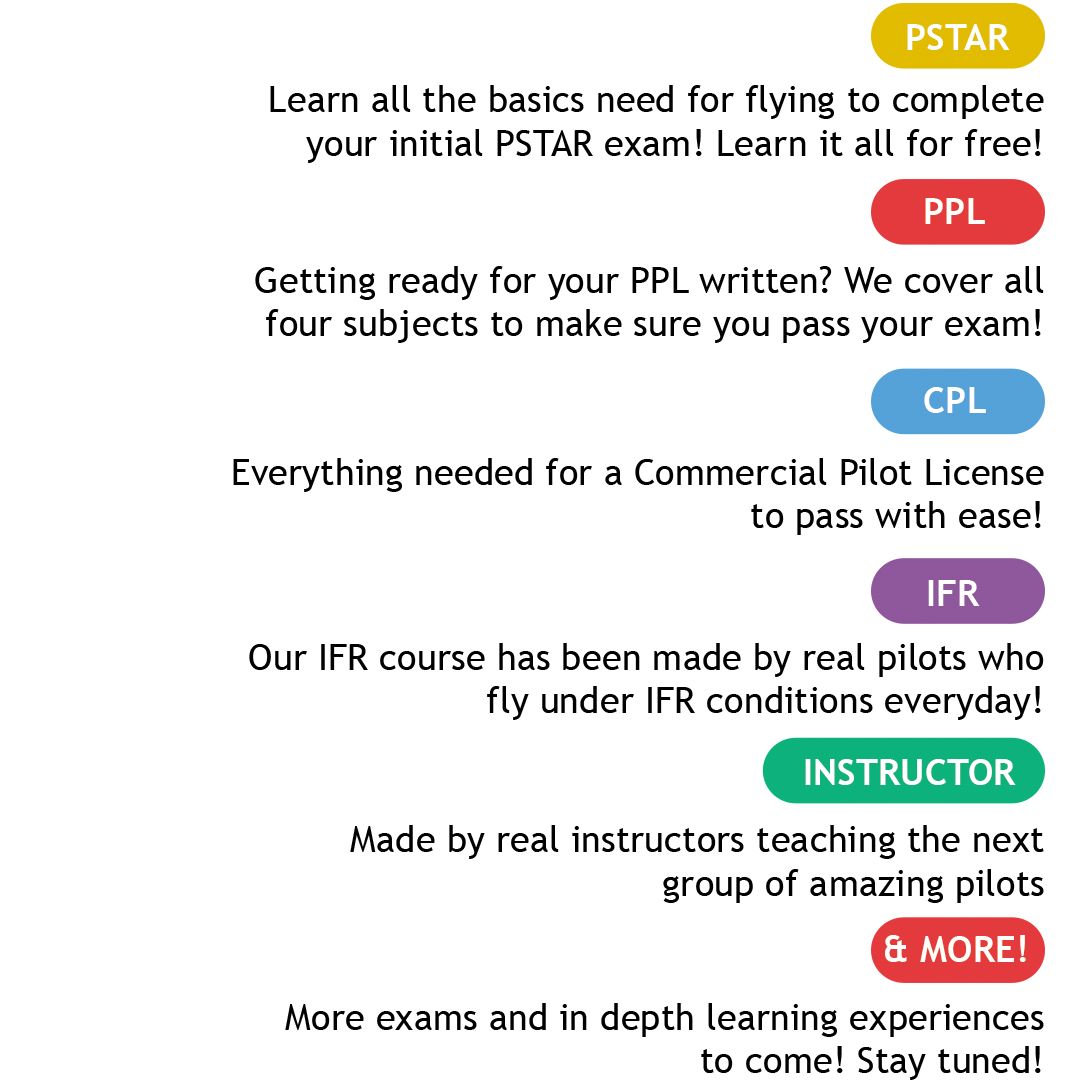 PSTAR
Learn all the basics need for flying to complete
your initial PSTAR exam! Learn it all for free!
PPL
Getting ready for your PPL written? We cover all
four subjects to make sure you pass your exam!
CPL
Everything needed for a Commercial Pilot License
to pass with ease!
IFR
Our IFR course has been made by real pilots who
fly under IFR conditions everyday!
INSTRUCTOR
Made by real instructors teaching the next
group of amazing pilots
& MORE!
More exams and in depth learning experiences
to come! Stay tuned!